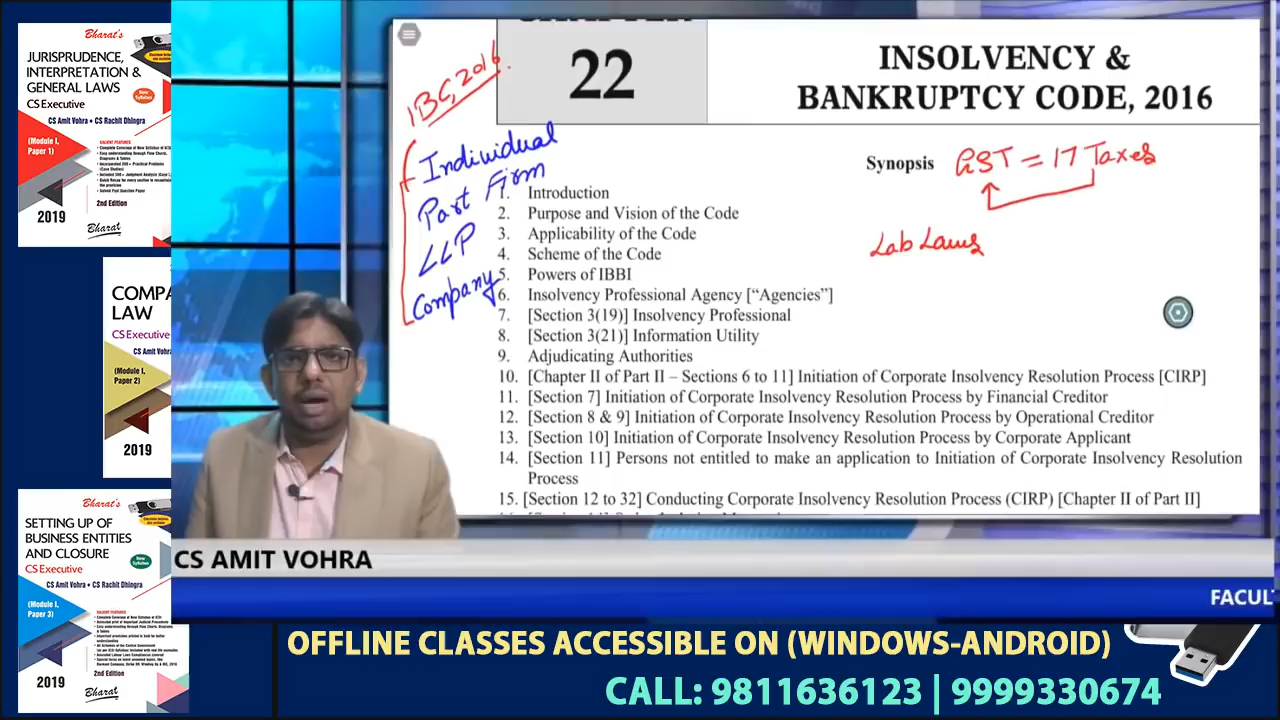 Bharat's
JURISPRUDENCE,
INTERPRETATION &
GENERAL LAWS
CS Executive
New Syllabus
CS Amit Vohra • CS Rachit Dhingra
(Module I,
Paper 1)
SALIENT FEATURES
2nd Edition
2019
Bharat
COMPA
LAW
CS Executive
CS Amit Vohra
(Module I,
Paper 2)
2019
Bharat's
SETTING UP OF
BUSINESS ENTITIES
AND CLOSURE
CS Executive
New Syllabus
CS Amit Vohra • CS Rachit Dhingra
(Module I,
Paper 3)
SALIENT FEATURES
2nd Edition
2019
Bharat
22
INSOLVENCY &
BANKRUPTCY CODE, 2016
IBC, 2016.
Individual
Part Firm
LLP
Company
Synopsis
GST = 17 Taxes
Lab Laws
1. Introduction
2. Purpose and Vision of the Code
3. Applicability of the Code
4. Scheme of the Code
5. Powers of IBBI
6. Insolvency Professional Agency [“Agencies”]
7. [Section 3(19)] Insolvency Professional
8. [Section 3(21)] Information Utility
9. Adjudicating Authorities
10. [Chapter II of Part II – Sections 6 to 11] Initiation of Corporate Insolvency Resolution Process [CIRP]
11. [Section 7] Initiation of Corporate Insolvency Resolution Process by Financial Creditor
12. [Section 8 & 9] Initiation of Corporate Insolvency Resolution Process by Operational Creditor
13. [Section 10] Initiation of Corporate Insolvency Resolution Process by Corporate Applicant
14. [Section 11] Persons not entitled to make an application to Initiation of Corporate Insolvency Resolution
Process
15. [Section 12 to 32] Conducting Corporate Insolvency Resolution Process (CIRP) [Chapter II of Part II]
CS AMIT VOHRA
FACULT
OFFLINE CLASSES ACCESSIBLE ON (WINDOWS-ANDROID)
CALL: 9811636123 | 9999330674